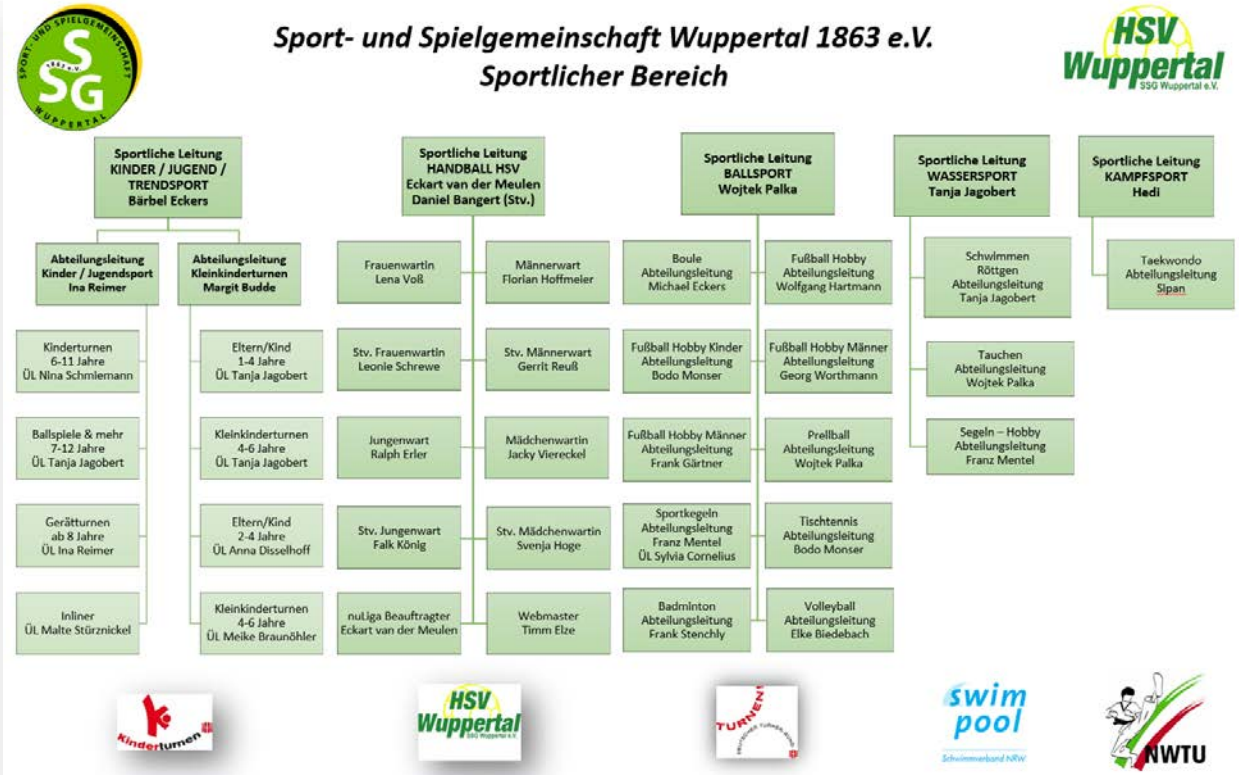 SPORT- UND SPIELGEMEINSCHAFT
S
1863 e.V.
SG
WUPPERTAL
Sport- und Spielgemeinschaft Wuppertal 1863 e.V.
Sportlicher Bereich
HSV
Wuppertal
SSG Wuppertal e.V.
Sportliche Leitung
KINDER / JUGEND /
TRENDSPORT
Bärbel Eckers
Abteilungsleitung
Kinder / Jugendsport
Ina Reimer
Kinderturnen
6-11 Jahre
ÜL Nina Schmiemann
Ballspiele & mehr
7-12 Jahre
ÜL Tanja Jagobert
Gerätturnen
ab 8 Jahre
ÜL Ina Reimer
Inliner
ÜL Malte Stürznickel
Abteilungsleitung
Kleinkinderturnen
Margit Budde
Eltern/Kind
1-4 Jahre
ÜL Tanja Jagobert
Kleinkinderturnen
4-6 Jahre
ÜL Tanja Jagobert
Eltern/Kind
2-4 Jahre
ÜL Anna Disselhoff
Kleinkinderturnen
4-6 Jahre
ÜL Meike Braunöhler
Sportliche Leitung
HANDBALL HSV
Eckart van der Meulen
Daniel Bangert (Stv.)
Frauenwartin
Lena Voß
Männerwart
Florian Hoffmeier
Stv. Frauenwartin
Leonie Schrewe
Stv. Männerwart
Gerrit Reuß
Jungenwart
Ralph Erler
Mädchenwartin
Jacky Viereckel
Stv. Jungenwart
Falk König
Stv. Mädchenwartin
Svenja Hoge
nuLiga Beauftragter
Eckart van der Meulen
Webmaster
Timm Elze
Sportliche Leitung
BALLSPORT
Wojtek Palka
Boule
Abteilungsleitung
Michael Eckers
Fußball Hobby
Abteilungsleitung
Wolfgang Hartmann
Fußball Hobby Kinder
Abteilungsleitung
Bodo Monser
Fußball Hobby Männer
Abteilungsleitung
Georg Worthmann
Fußball Hobby Männer
Abteilungsleitung
Frank Gärtner
Prellball
Abteilungsleitung
Wojtek Palka
Sportkegeln
Abteilungsleitung
Franz Mentel
ÜL Sylvia Cornelius
Tischtennis
Abteilungsleitung
Bodo Monser
Badminton
Abteilungsleitung
Frank Stenchly
Volleyball
Abteilungsleitung
Elke Biedebach
Sportliche Leitung
WASSERSPORT
Tanja Jagobert
Schwimmen
Röttgen
Abteilungsleitung
Tanja Jagobert
Tauchen
Abteilungsleitung
Wojtek Palka
Segeln – Hobby
Abteilungsleitung
Franz Mentel
Sportliche Leitung
KAMPFSPORT
Hedi
Taekwondo
Abteilungsleitung
Sipan
Kinderturnen
HSV
Wuppertal
SSG Wuppertal e.V.
TURNEN!
DEUTSCHER TURNER-BUND
swim
pool
Schwimmverband NRW
NWTU